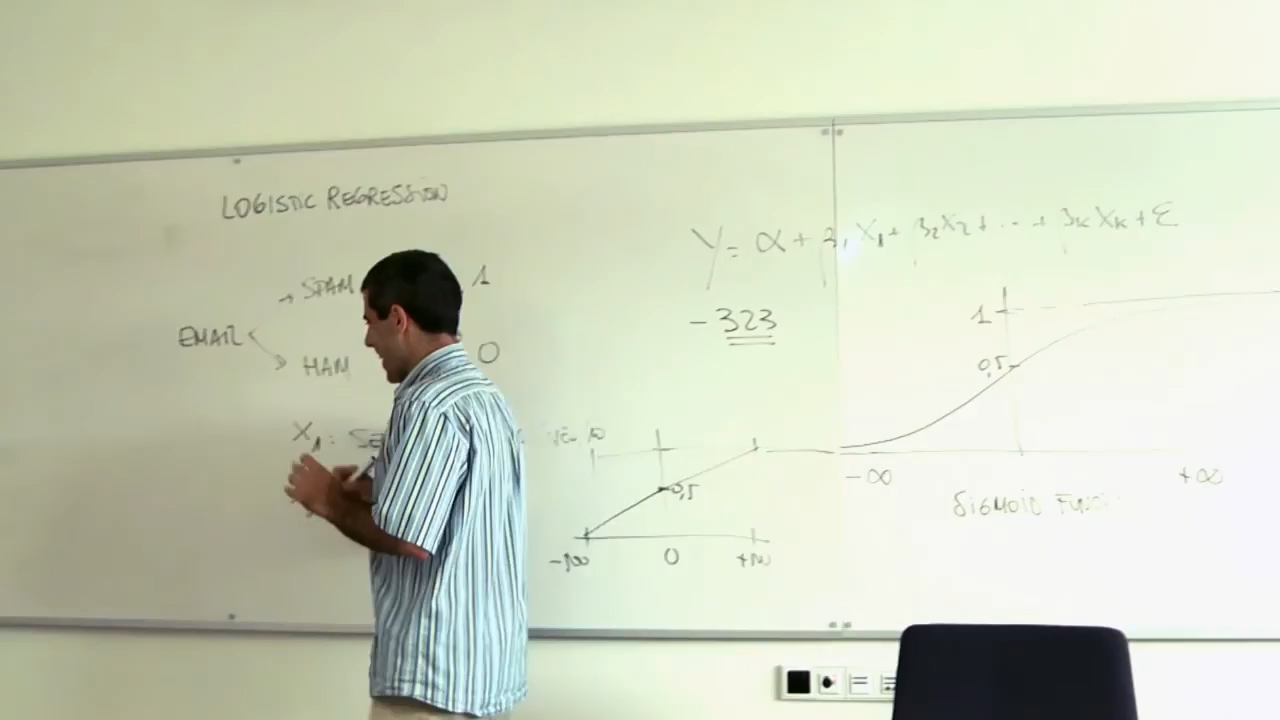 LOGISTIC REGRESSION
EMAIL
SPAM 1
HAM 0
X₁:
Y = α + β₁X₁ + β₂X₂ + ... + βₖXₖ + ε
-323
0,5
-100 0 +100
1
0,5
-∞ +∞
SIGMOID